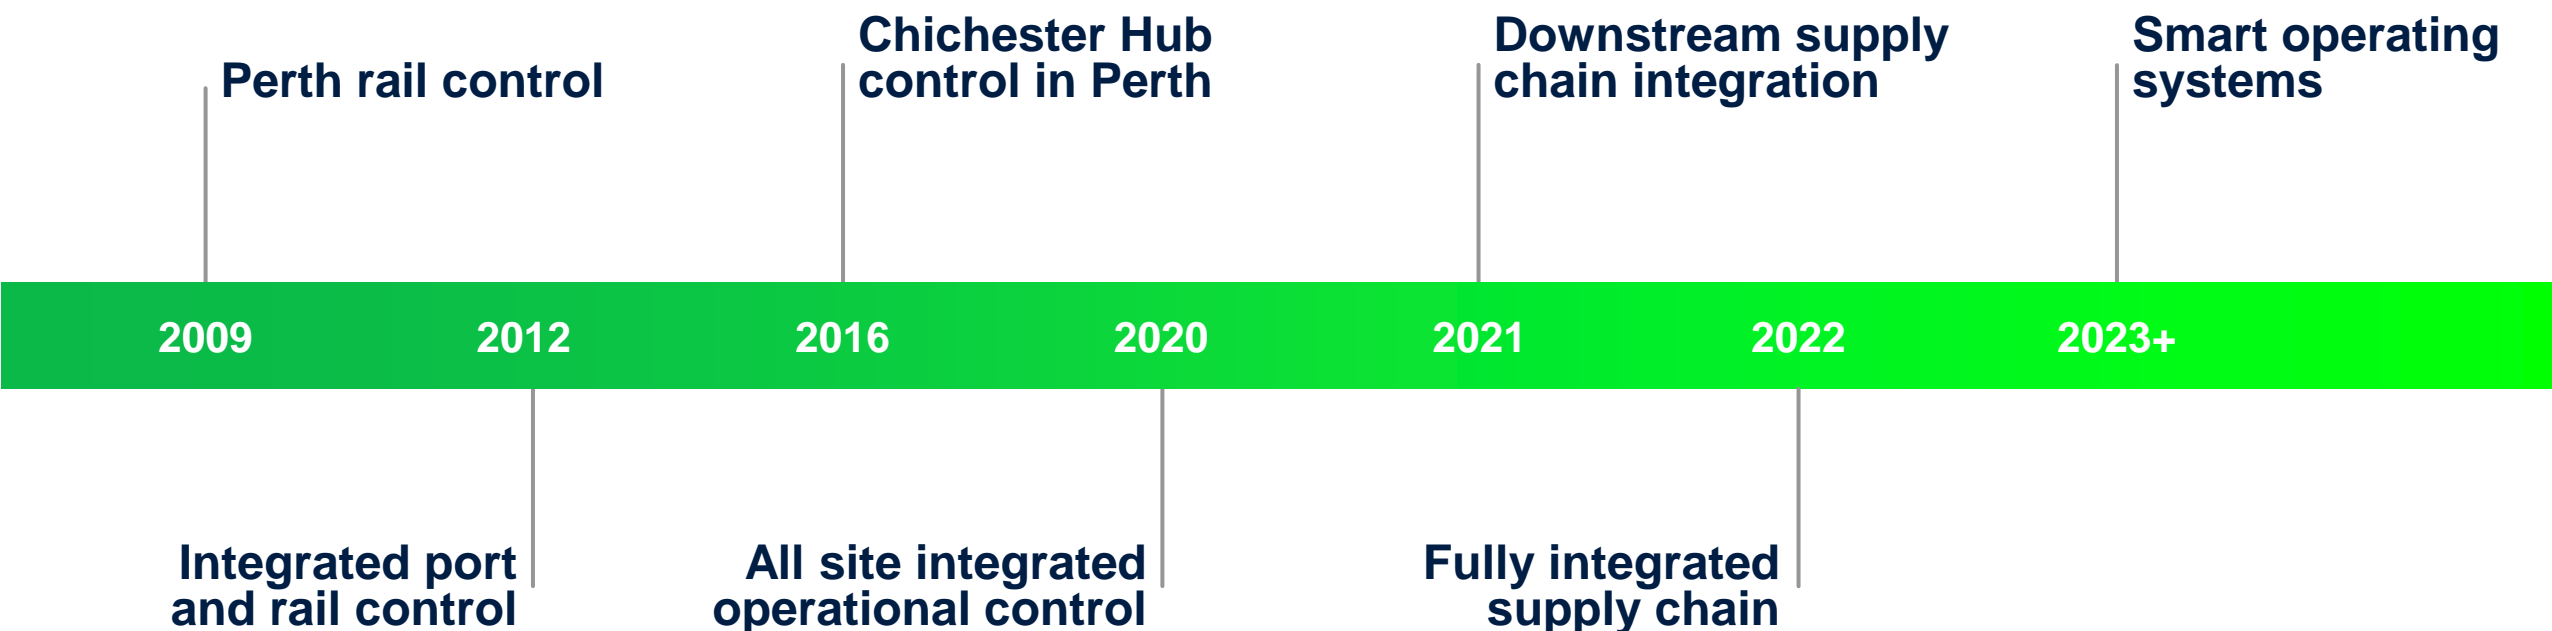 Perth rail control
Chichester Hub
control in Perth
Downstream supply
chain integration
Smart operating
systems
2009
2012
2016
2020
2021
2022
2023+
Integrated port
and rail control
All site integrated
operational control
Fully integrated
supply chain